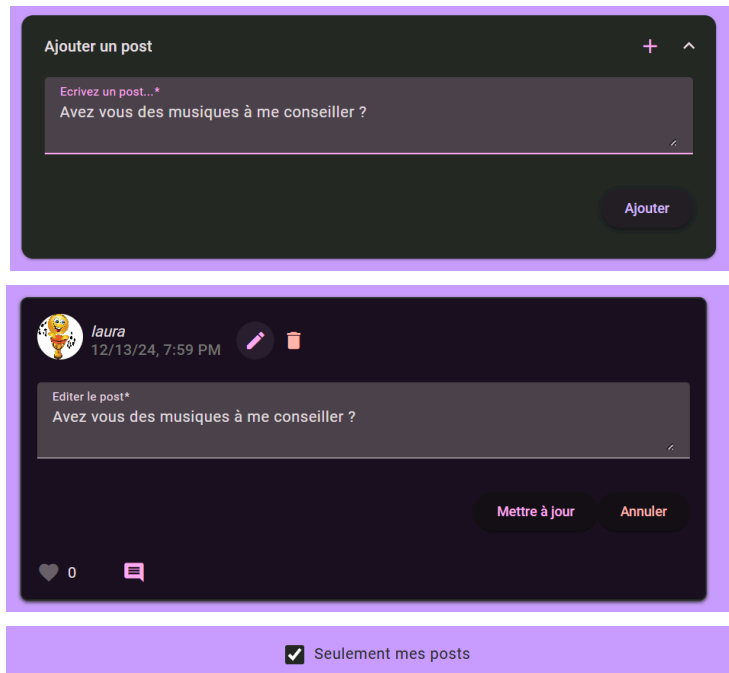 Ajouter un post
Ecrivez un post...*
Avez vous des musiques à me conseiller ?
Ajouter
laura
12/13/24, 7:59 PM
Editer le post*
Avez vous des musiques à me conseiller ?
Mettre à jour Annuler
0
Seulement mes posts